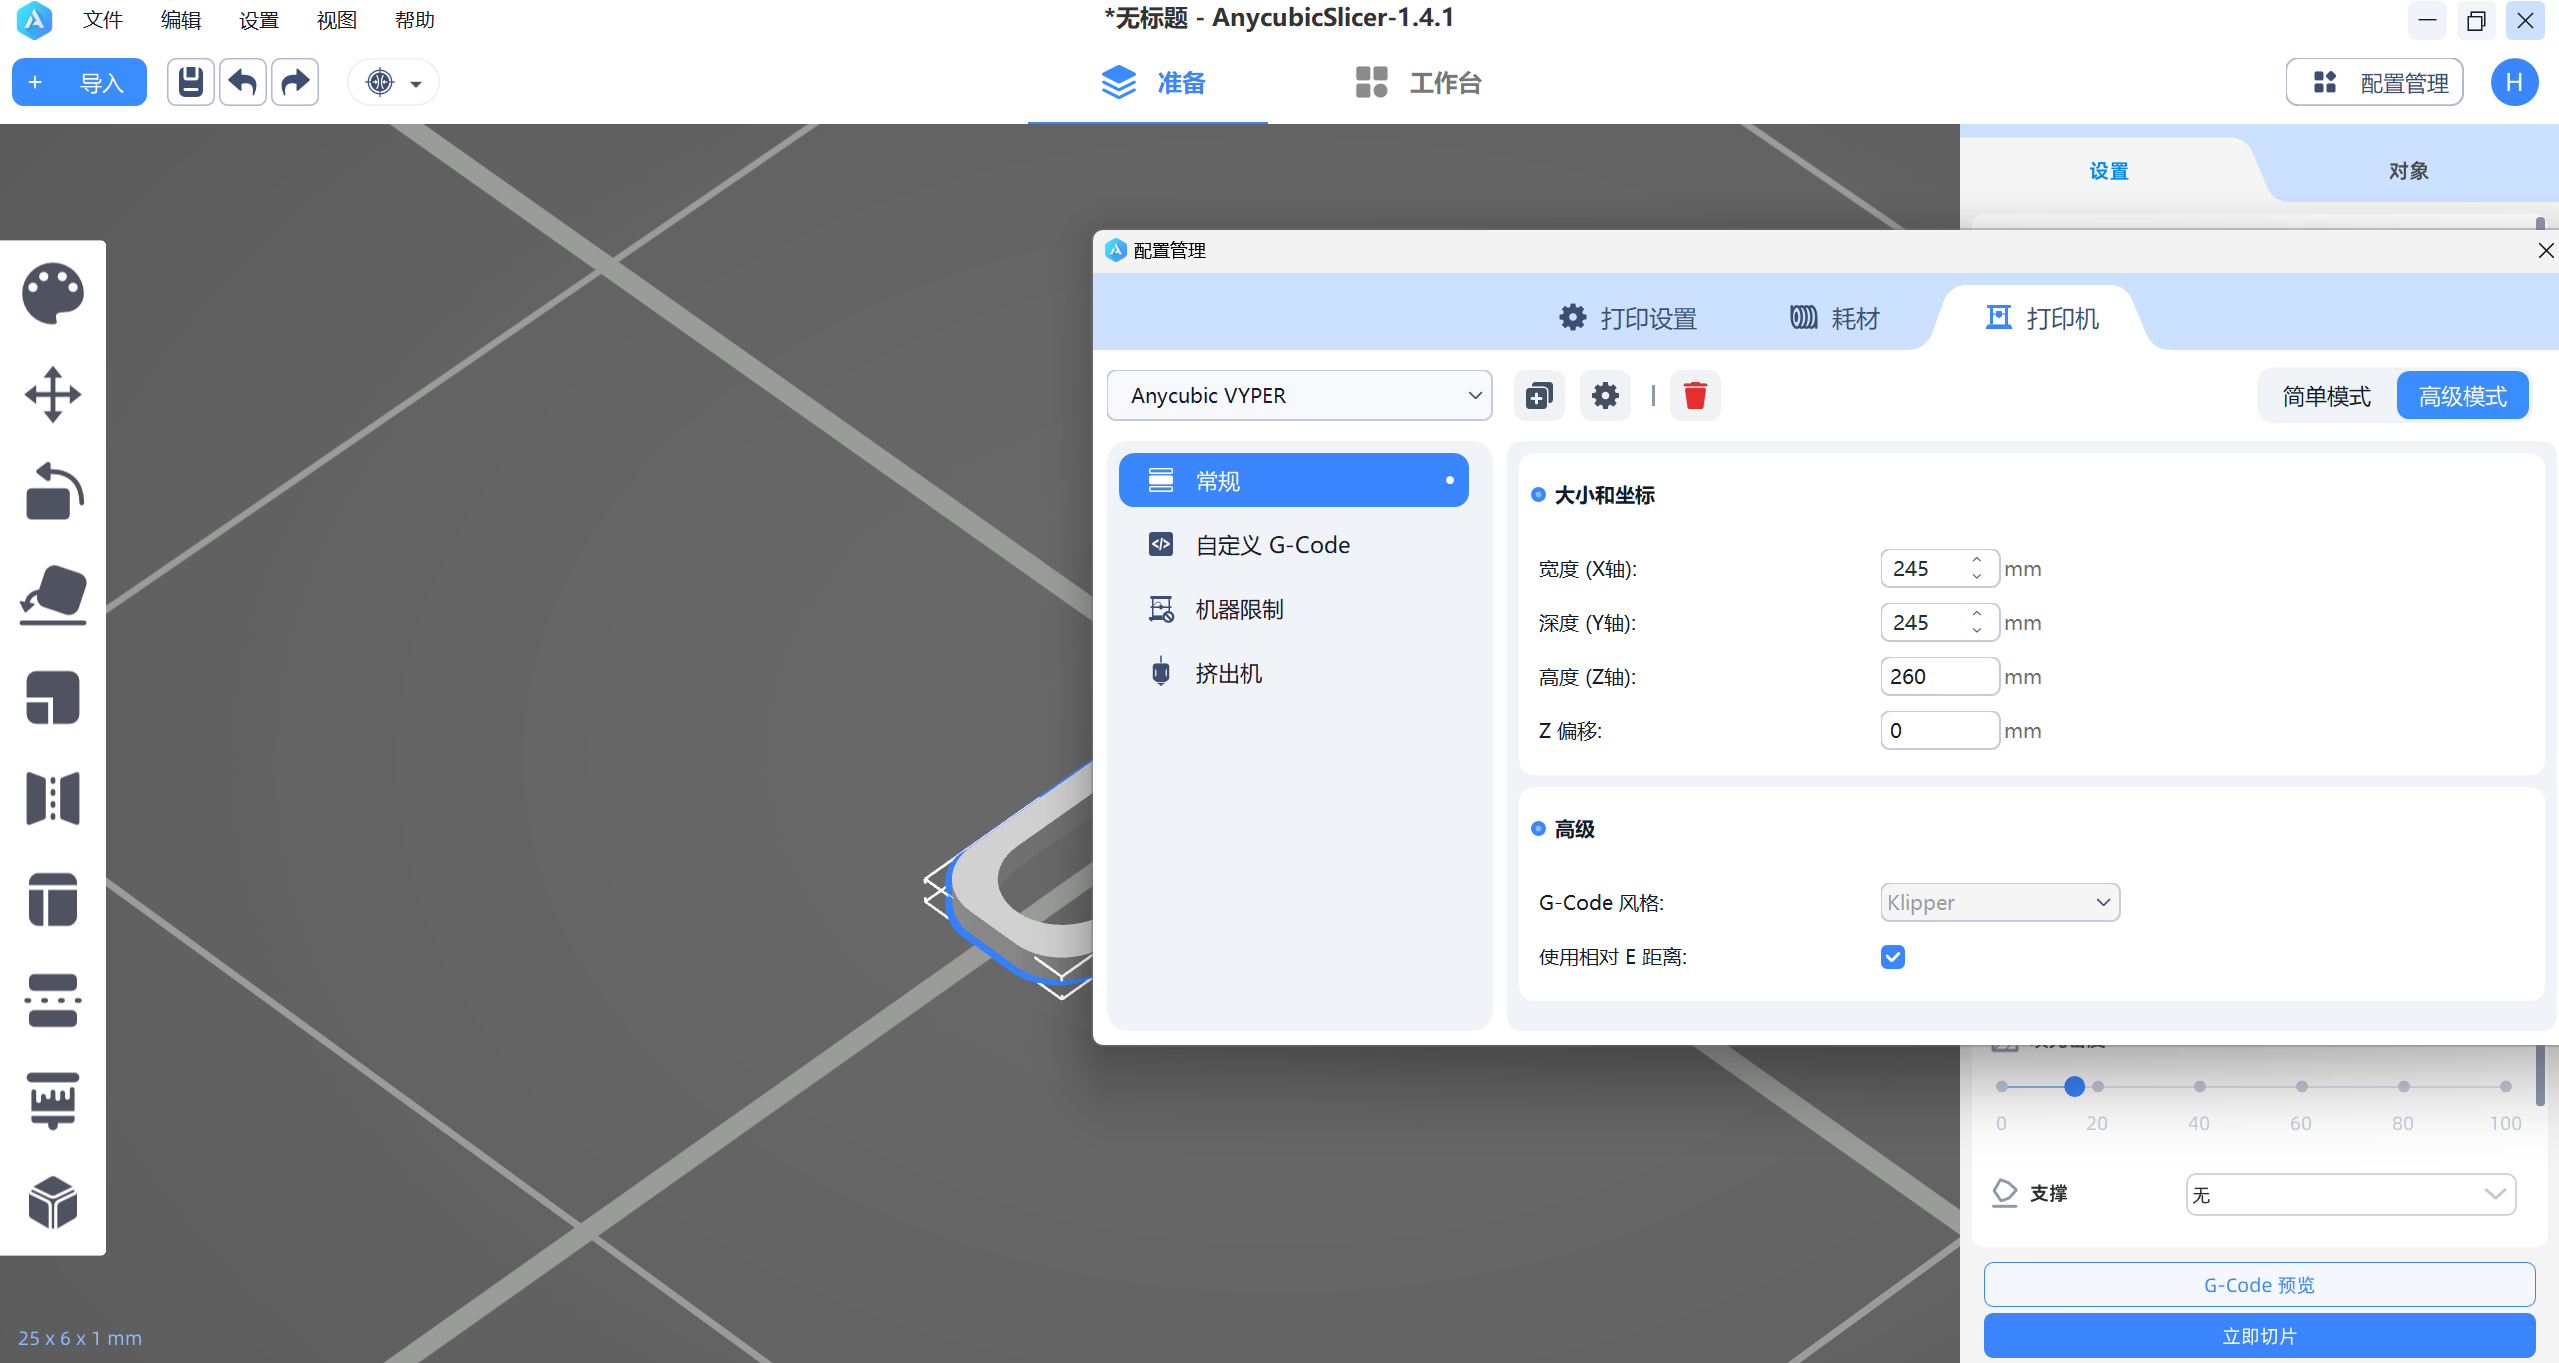 文件 编辑 设置 视图 帮助
*无标题 - AnycubicSlicer-1.4.1
+ 导入
准备
工作台
配置管理
H
设置
对象
配置管理
打印设置
耗材
打印机
Anycubic VYPER
简单模式
高级模式
常规
自定义 G-Code
机器限制
挤出机
大小和坐标
宽度 (X轴): 245 mm
深度 (Y轴): 245 mm
高度 (Z轴): 260 mm
Z 偏移: 0 mm
高级
G-Code 风格: Klipper
使用相对 E 距离:
0 20 40 60 80 100
支撑 无
G-Code 预览
立即切片
25 x 6 x 1 mm